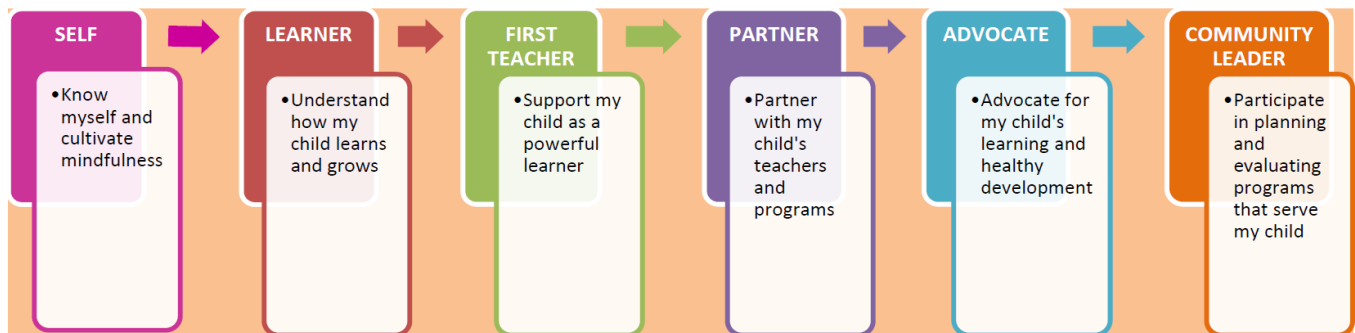 SELF
•Know
myself and
cultivate
mindfulness
LEARNER
•Understand
how my
child learns
and grows
FIRST
TEACHER
•Support my
child as a
powerful
learner
PARTNER
•Partner
with my
child's
teachers
and
programs
ADVOCATE
•Advocate for
my child's
learning and
healthy
development
COMMUNITY
LEADER
•Participate
in planning
and
evaluating
programs
that serve
my child